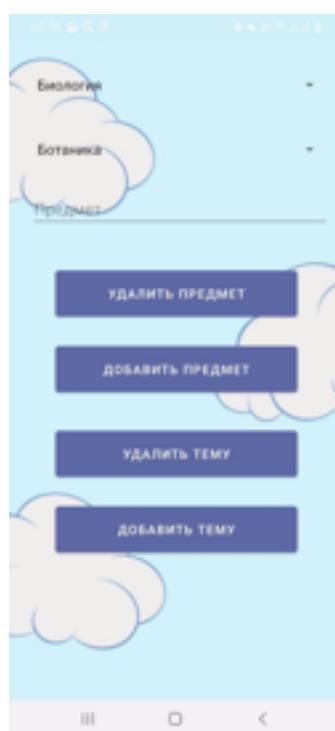 Биология
Ботаника
Предмет
УДАЛИТЬ ПРЕДМЕТ
ДОБАВИТЬ ПРЕДМЕТ
УДАЛИТЬ ТЕМУ
ДОБАВИТЬ ТЕМУ